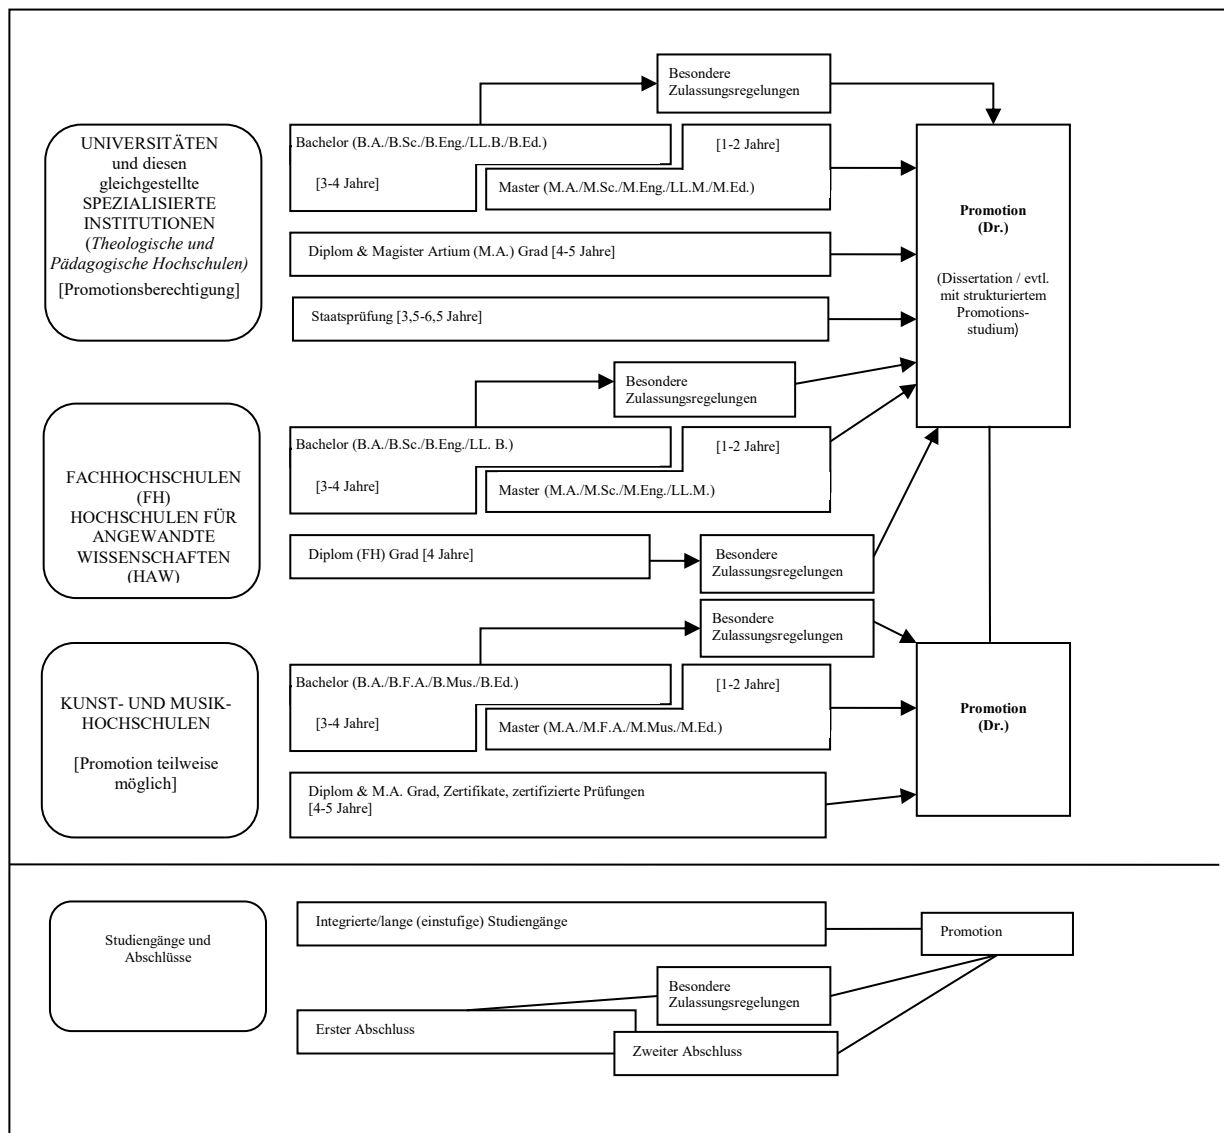 Besondere
Zulassungsregelungen
UNIVERSITÄTEN
und diesen
gleichgestellte
SPEZIALISIERTE
INSTITUTIONEN
(Theologische und
Pädagogische Hochschulen)
[Promotionsberechtigung]
Bachelor (B.A./B.Sc./B.Eng./LL.B./B.Ed.)
[3-4 Jahre]
[1-2 Jahre]
Master (M.A./M.Sc./M.Eng./LL.M./M.Ed.)
Diplom & Magister Artium (M.A.) Grad [4-5 Jahre]
Staatsprüfung [3,5-6,5 Jahre]
Promotion
(Dr.)
(Dissertation / evtl.
mit strukturiertem
Promotions-
studium)
FACHHOCHSCHULEN
(FH)
HOCHSCHULEN FÜR
ANGEWANDTE
WISSENSCHAFTEN
(HAW)
Besondere
Zulassungsregelungen
Bachelor (B.A./B.Sc./B.Eng./LL. B.)
[3-4 Jahre]
[1-2 Jahre]
Master (M.A./M.Sc./M.Eng./LL.M.)
Diplom (FH) Grad [4 Jahre]
Besondere
Zulassungsregelungen
KUNST- UND MUSIK-
HOCHSCHULEN
[Promotion teilweise
möglich]
Besondere
Zulassungsregelungen
Bachelor (B.A./B.F.A./B.Mus./B.Ed.)
[3-4 Jahre]
[1-2 Jahre]
Master (M.A./M.F.A./M.Mus./M.Ed.)
Diplom & M.A. Grad, Zertifikate, zertifizierte Prüfungen
[4-5 Jahre]
Promotion
(Dr.)
Studiengänge und
Abschlüsse
Integrierte/lange (einstufige) Studiengänge
Promotion
Besondere
Zulassungsregelungen
Erster Abschluss
Zweiter Abschluss